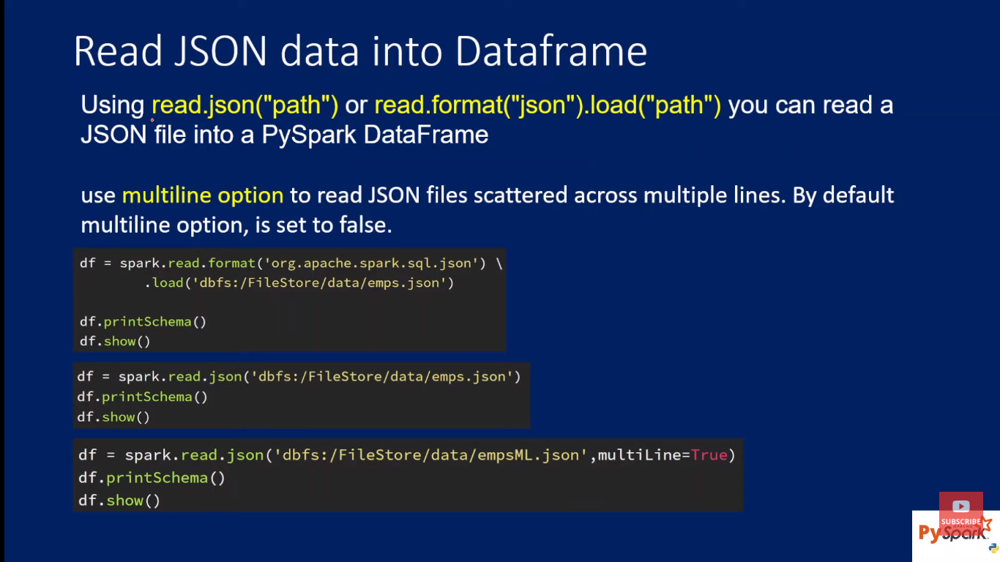 Read JSON data into Dataframe
Using read.json("path") or read.format("json").load("path") you can read a
JSON file into a PySpark DataFrame
use multiline option to read JSON files scattered across multiple lines. By default
multiline option, is set to false.
df = spark.read.format('org.apache.spark.sql.json') \
.load('dbfs:/FileStore/data/emps.json')
df.printSchema()
df.show()
df = spark.read.json('dbfs:/FileStore/data/emps.json')
df.printSchema()
df.show()
df = spark.read.json('dbfs:/FileStore/data/empsML.json',multiLine=True)
df.printSchema()
df.show()
SUBSCRIBE
PySpark